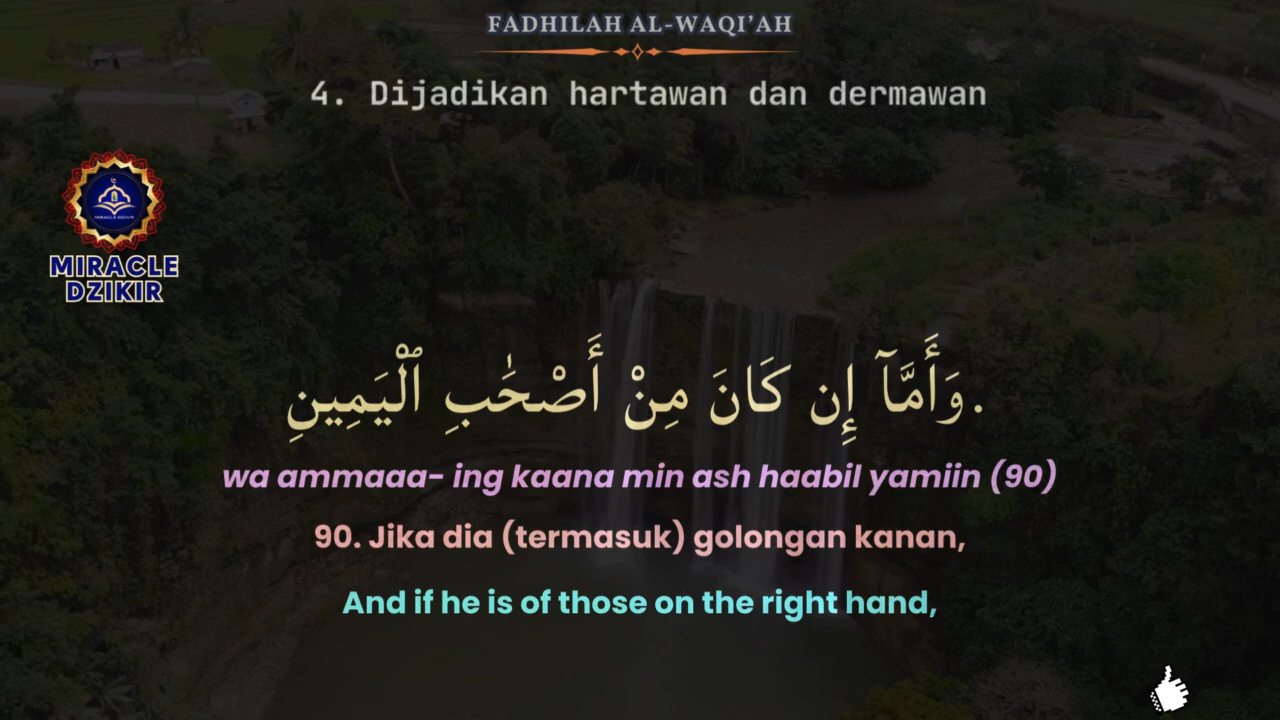 FADHILAH AL-WAQI’AH
4. Dijadikan hartawan dan dermawan
MIRACLE DZIKIR
MIRACLE
DZIKIR
وَأَمَّآ إِن كَانَ مِنْ أَصْحَٰبِ ٱلْيَمِينِ.
wa ammaaa- ing kaana min ash haabil yamiin (90)
90. Jika dia (termasuk) golongan kanan,
And if he is of those on the right hand,